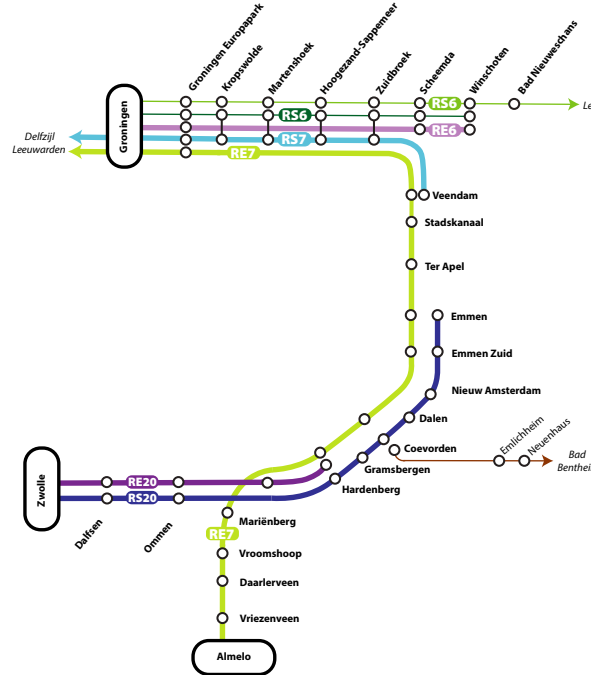 Groningen Europapark
Kropswolde
Martenshoek
Hoogezand-Sappemeer
Zuidbroek
Scheemda
Winschoten
Bad Nieuweschans
Groningen
RS6
Le
RS6
RE6
Delfzijl
Leeuwarden
RS7
RE7
Veendam
Stadskanaal
Ter Apel
Emmen
Emmen Zuid
Nieuw Amsterdam
Dalen
Coevorden
Emlichheim
Neuenhaus
Bad
Benthei
Gramsbergen
Hardenberg
Zwolle
RE20
RS20
Dalfsen
Ommen
Mariënberg
RE7
Vroomshoop
Daarlerveen
Vriezenveen
Almelo